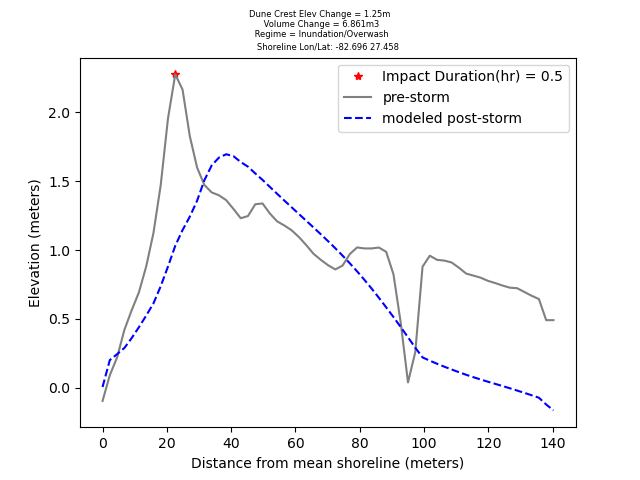 Dune Crest Elev Change = 1.25m
Volume Change = 6.861m3
Regime = Inundation/Overwash
Shoreline Lon/Lat: -82.696 27.458
Impact Duration(hr) = 0.5
pre-storm
modeled post-storm
Elevation (meters)
2.0
1.5
1.0
0.5
0.0
0 20 40 60 80 100 120 140
Distance from mean shoreline (meters)